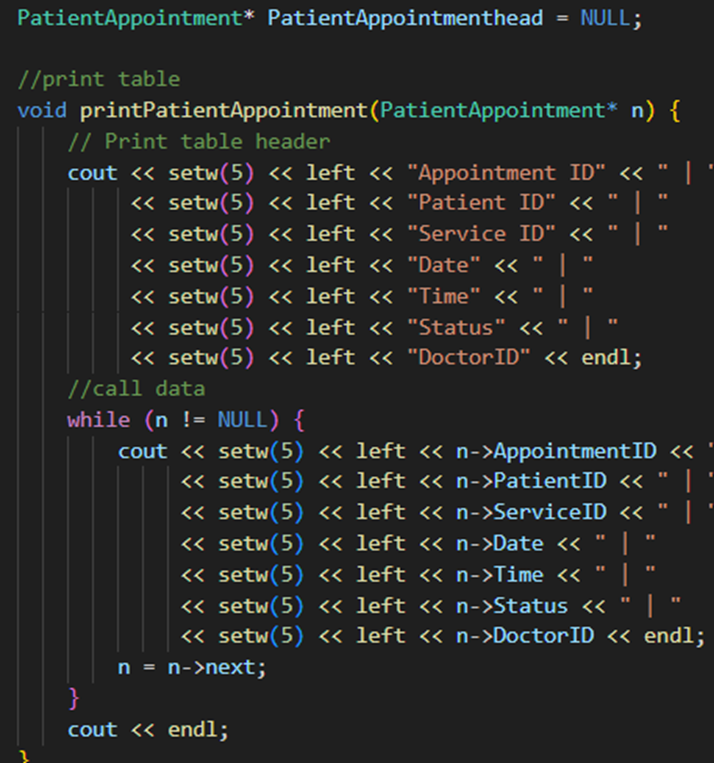 PatientAppointment* PatientAppointmenthead = NULL;
//print table
void printPatientAppointment(PatientAppointment* n) {
// Print table header
cout << setw(5) << left << "Appointment ID" << " | "
<< setw(5) << left << "Patient ID" << " | "
<< setw(5) << left << "Service ID" << " | "
<< setw(5) << left << "Date" << " | "
<< setw(5) << left << "Time" << " | "
<< setw(5) << left << "Status" << " | "
<< setw(5) << left << "DoctorID" << endl;
//call data
while (n != NULL) {
cout << setw(5) << left << n->AppointmentID << "
<< setw(5) << left << n->PatientID << " | "
<< setw(5) << left << n->ServiceID << " | "
<< setw(5) << left << n->Date << " | "
<< setw(5) << left << n->Time << " | "
<< setw(5) << left << n->Status << " | "
<< setw(5) << left << n->DoctorID << endl;
n = n->next;
}
cout << endl;
}